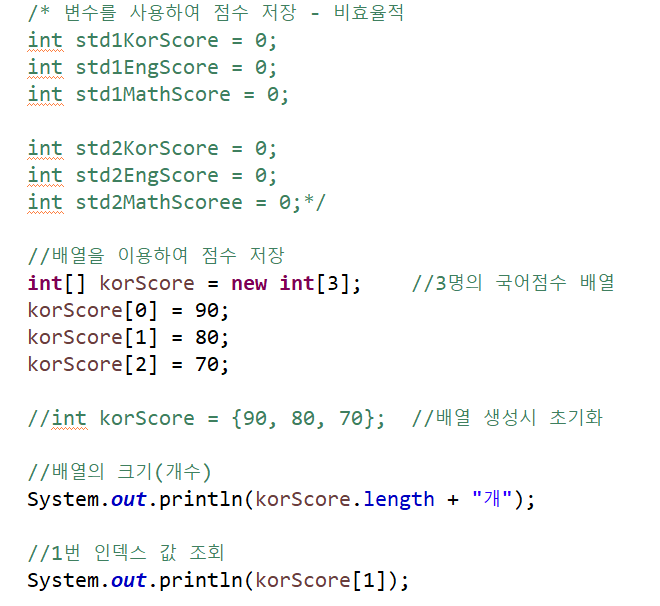 /* 변수를 사용하여 점수 저장 - 비효율적
int std1KorScore = 0;
int std1EngScore = 0;
int std1MathScore = 0;
int std2KorScore = 0;
int std2EngScore = 0;
int std2MathScoree = 0;*/
//배열을 이용하여 점수 저장
int[] korScore = new int[3];    //3명의 국어점수 배열
korScore[0] = 90;
korScore[1] = 80;
korScore[2] = 70;
//int korScore = {90, 80, 70};  //배열 생성시 초기화
//배열의 크기(개수)
System.out.println(korScore.length + "개");
//1번 인덱스 값 조회
System.out.println(korScore[1]);